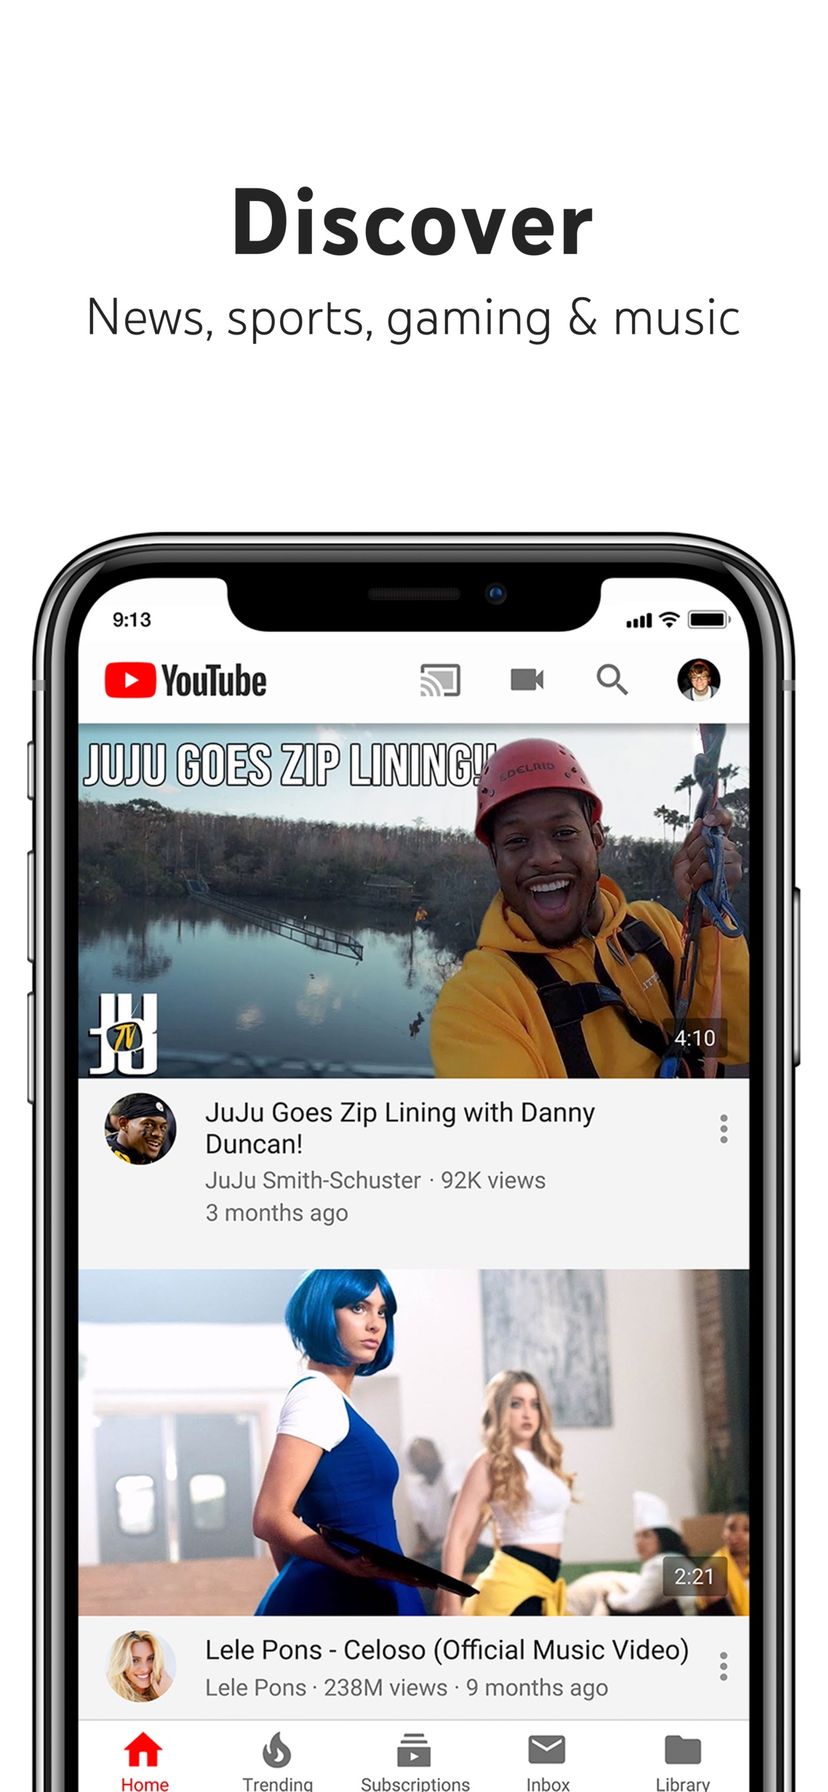 Discover
News, sports, gaming & music
9:13
YouTube
JUJU GOES ZIP LINING!!
EDELRID
JUJU
TV
4:10
JuJu Goes Zip Lining with Danny
Duncan!
JuJu Smith-Schuster · 92K views
3 months ago
2:21
Lele Pons - Celoso (Official Music Video)
Lele Pons · 238M views · 9 months ago
Home
Trending
Subscriptions
Inbox
Library